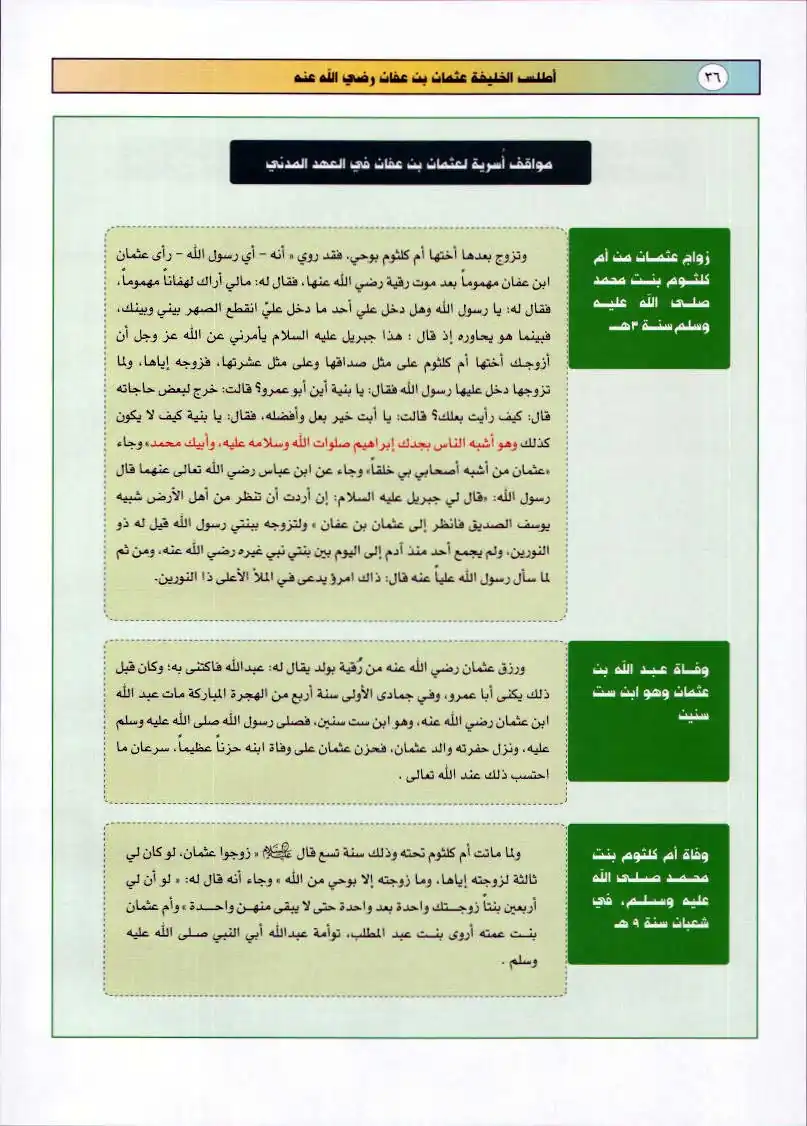 ٣٦
أطلس الخليفة عثمان بن عفان رضي الله عنه
مواقف أسرية لعثمان بن عفان في العهد المدني
زواج عثمان من أم
كلثوم بنت محمد
صلى الله عليه
وسلم سنة ٣هـ
وتزوج بعدها أختها أم كلثوم بوحي، فقد روي « أنه - أي رسول الله - رأى عثمان
ابن عفان مهموماً بعد موت رقية رضي الله عنها، فقال له: مالي أراك لهفاناً مهموماً،
فقال له: يا رسول الله وهل دخل علي أحد ما دخل عليّ انقطع الصهر بيني وبينك،
فبينما هو يحاوره إذ قال : هذا جبريل عليه السلام يأمرني عن الله عز وجل أن
أزوجك أختها أم كلثوم على مثل صداقها وعلى مثل عشرتها، فزوجه إياها، ولما
تزوجها دخل عليها رسول الله فقال: يا بنية أين أبو عمرو؟ قالت: خرج لبعض حاجاته
قال: كيف رأيت بعلك؟ قالت: يا أبت خير بعل وأفضله، فقال: يا بنية كيف لا يكون
كذلك وهو أشبه الناس بجدك إبراهيم صلوات الله وسلامه عليه، وأبيك محمد» وجاء
«عثمان من أشبه أصحابي بي خلقاً» وجاء عن ابن عباس رضي الله تعالى عنهما قال
رسول الله: «قال لي جبريل عليه السلام: إن أردت أن تنظر من أهل الأرض شبيه
يوسف الصديق فانظر إلى عثمان بن عفان » ولتزوجه ببنتي رسول الله قيل له ذو
النورين، ولم يجمع أحد منذ آدم إلى اليوم بين بنتي نبي غيره رضي الله عنه، ومن ثم
لما سأل رسول الله علياً عنه قال: ذاك امرؤ يدعى في الملأ الأعلى ذا النورين.
وفاة عبد الله بن
عثمان وهو ابن ست
سنين
ورزق عثمان رضي الله عنه من رُقية بولد يقال له: عبدالله فاكتنى به؛ وكان قبل
ذلك يكنى أبا عمرو، وفي جمادى الأولى سنة أربع من الهجرة المباركة مات عبد الله
ابن عثمان رضي الله عنه، وهو ابن ست سنين، فصلى رسول الله صلى الله عليه وسلم
عليه، ونزل حفرته والد عثمان، فحزن عثمان على وفاة ابنه حزناً عظيماً، سرعان ما
احتسب ذلك عند الله تعالى .
وفاة أم كلثوم بنت
محمد صلى الله
عليه وسلم، في
شعبان سنة ٩ هـ
ولما ماتت أم كلثوم تحته وذلك سنة تسع قال ﷺ « زوجوا عثمان، لو كان لي
ثالثة لزوجته إياها، وما زوجته إلا بوحي من الله » وجاء أنه قال له: « لو أن لي
أربعين بنتاً زوجتك واحدة بعد واحدة حتى لا يبقى منهن واحدة » وأم عثمان
بنت عمته أروى بنت عبد المطلب، توأمة عبدالله أبي النبي صلى الله عليه
وسلم .